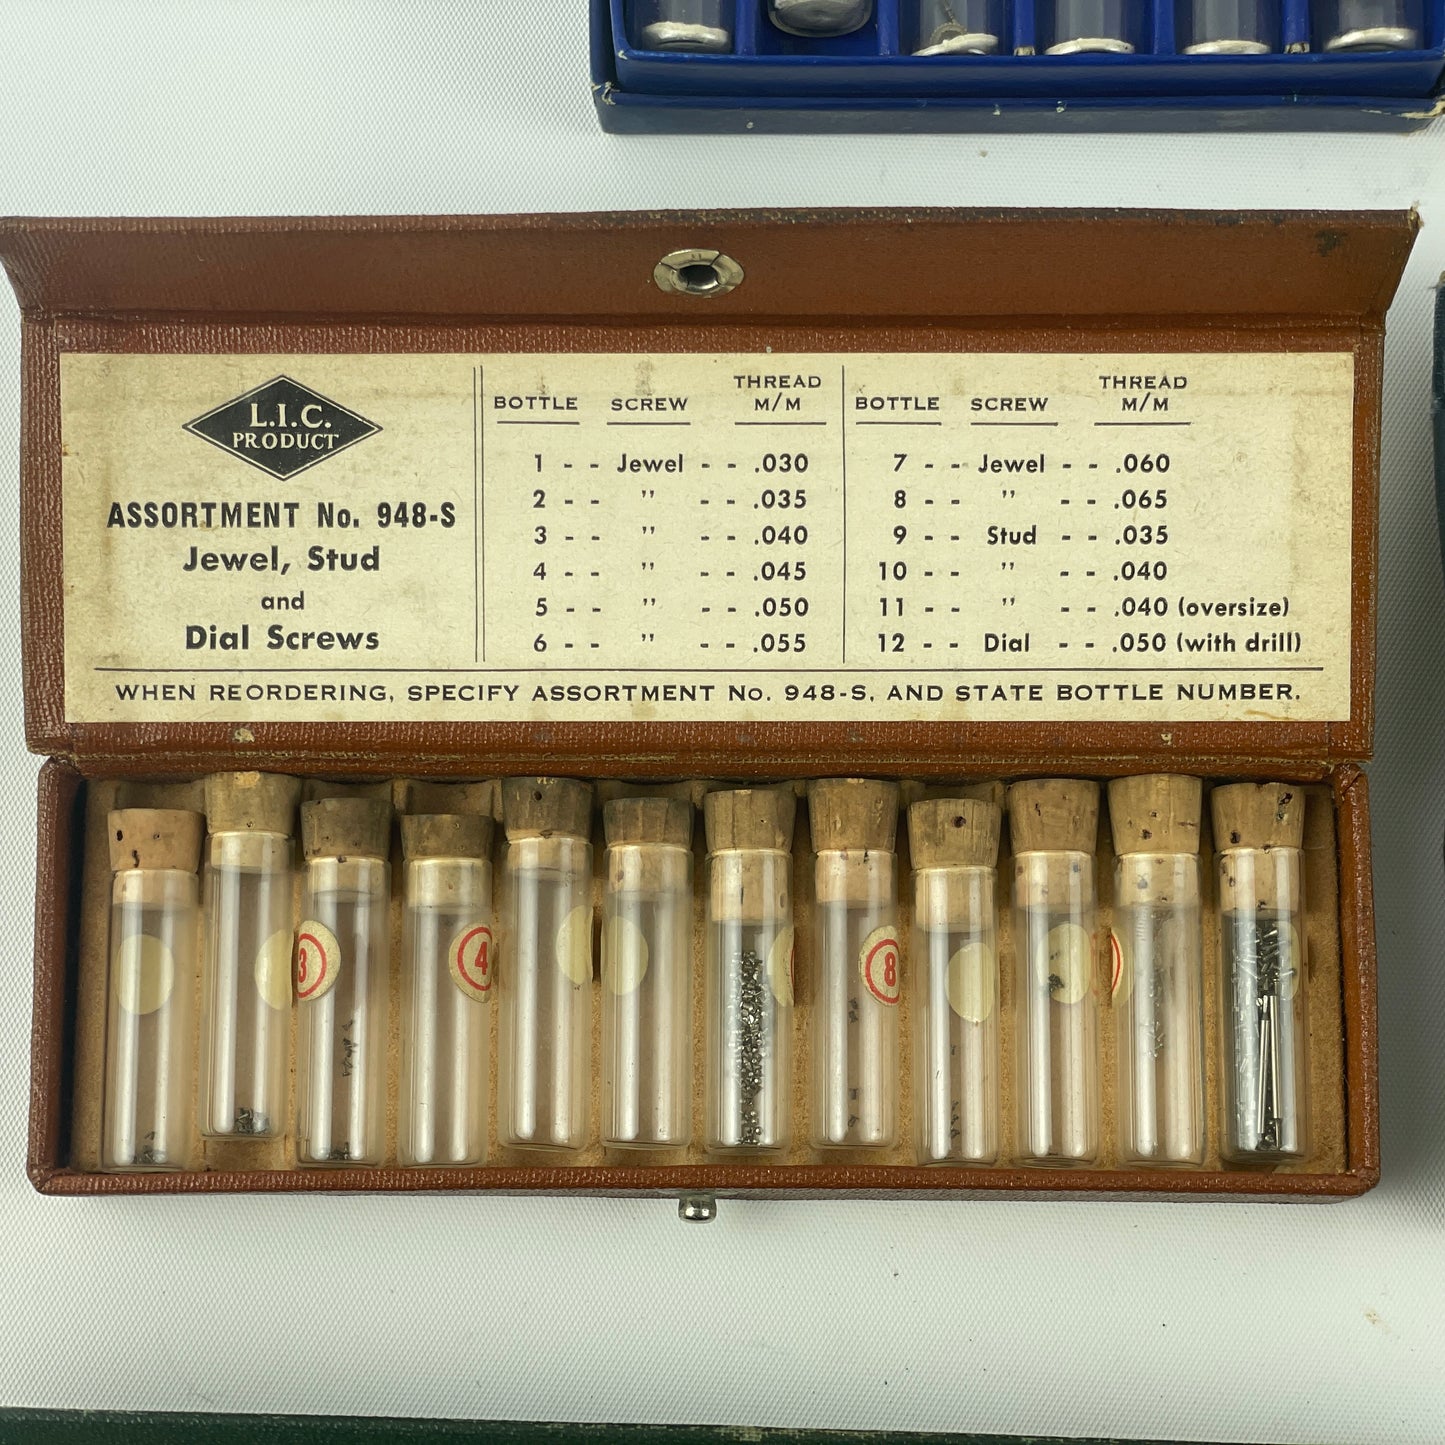 L.I.C.
PRODUCT
ASSORTMENT No. 948-S
Jewel, Stud
and
Dial Screws
BOTTLE SCREW THREAD M/M
1 - - Jewel - - .030
2 - - " - - .035
3 - - " - - .040
4 - - " - - .045
5 - - " - - .050
6 - - " - - .055
BOTTLE SCREW THREAD M/M
7 - - Jewel - - .060
8 - - " - - .065
9 - - Stud - - .035
10 - - " - - .040
11 - - " - - .040 (oversize)
12 - - Dial - - .050 (with drill)
WHEN REORDERING, SPECIFY ASSORTMENT No. 948-S, AND STATE BOTTLE NUMBER.
3
4
8